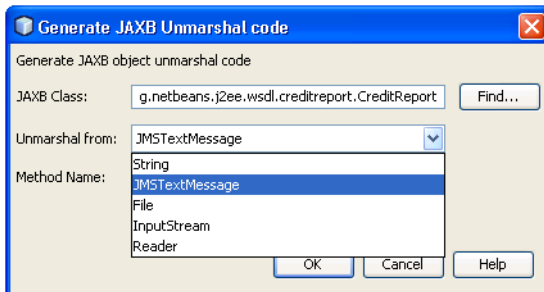 Generate JAXB Unmarshal code
Generate JAXB object unmarshal code
JAXB Class: g.netbeans.j2ee.wsdl.creditreport.CreditReport Find...
Unmarshal from: JMSTextMessage
String
Method Name: JMSTextMessage
File
InputStream
Reader
OK Cancel Help